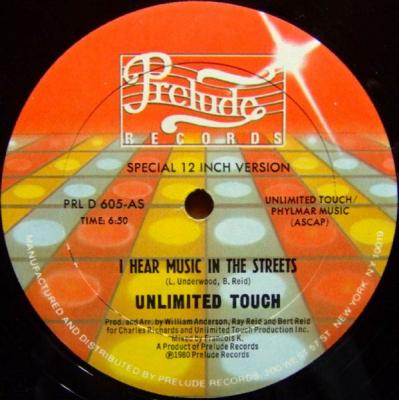 Prelude
RECORDS
SPECIAL 12 INCH VERSION
PRL D 605-AS
TIME: 6:50
UNLIMITED TOUCH/
PHYLMAR MUSIC
(ASCAP)
I HEAR MUSIC IN THE STREETS
(L. Underwood, B. Reid)
UNLIMITED TOUCH
Prod. and Arr. by William Anderson, Ray Reid and Bert Reid
for Charles Richards and Unlimited Touch Production Inc.
Mixed by Francois K.
A Product of Prelude Records
℗1980 Prelude Records
MANUFACTURED AND DISTRIBUTED BY PRELUDE RECORDS, 200 WEST 57 ST. NEW YORK, NY 10019